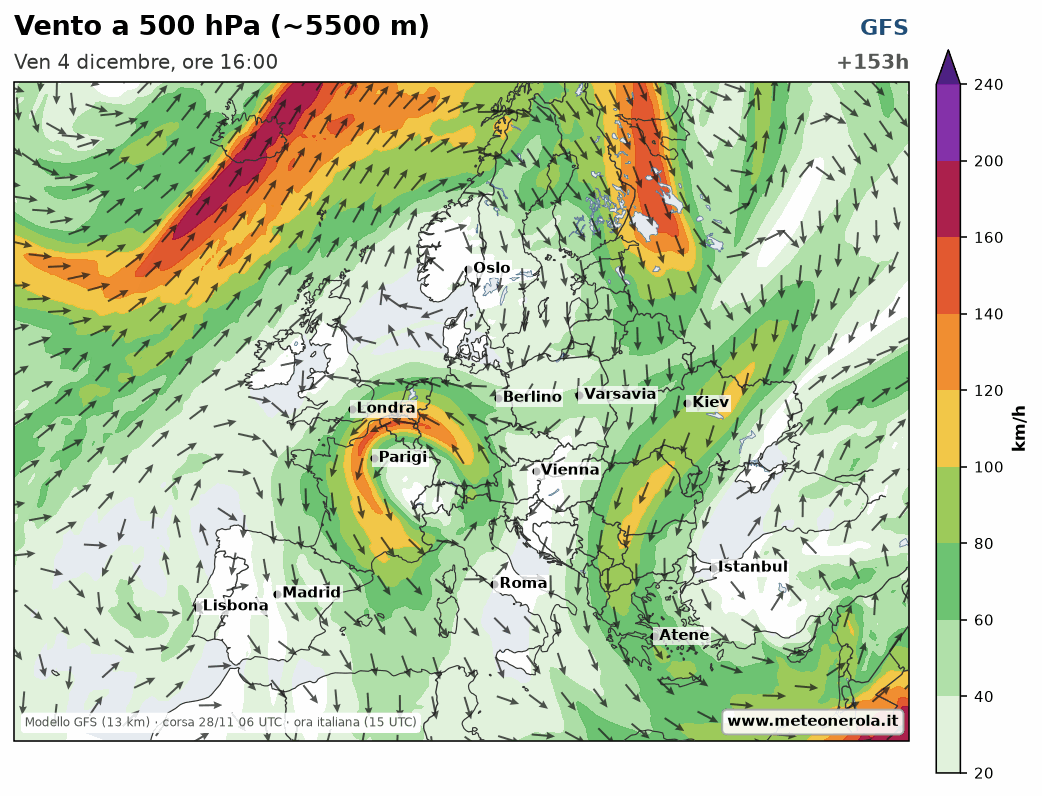 Vento a 500 hPa (~5500 m)
GFS
Ven 4 dicembre, ore 16:00
+153h
240
200
160
140
120
100
80
60
40
20
km/h
Oslo
Berlino
Varsavia
Kiev
Londra
Parigi
Vienna
Istanbul
Roma
Madrid
Lisbona
Atene
Modello GFS (13 km) · corsa 28/11 06 UTC · ora italiana (15 UTC)
www.meteonerola.it